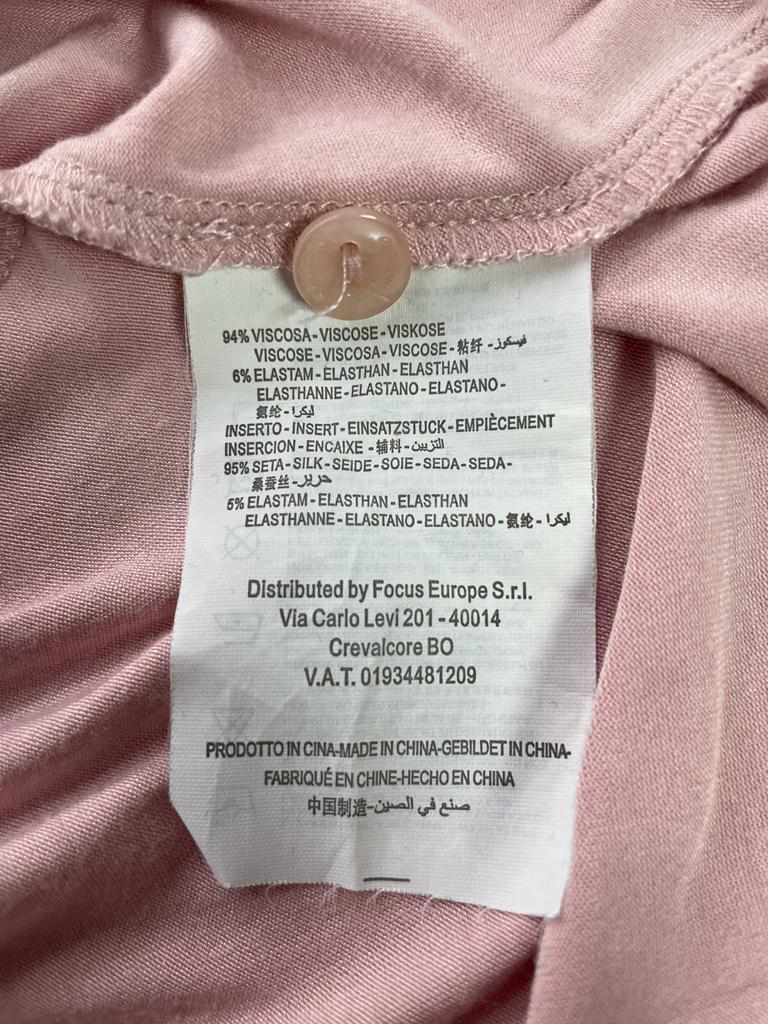 94% VISCOSA - VISCOSE - VISKOSE
VISCOSE - VISCOSA - VISCOSE - 粘纤 - فيسكوز
6% ELASTAM - ELASTHAN - ELASTHAN
ELASTHANNE - ELASTANO - ELASTANO -
氨纶 - ليكرا
INSERTO - INSERT - EINSATZSTUCK - EMPIÈCEMENT
INSERCION - ENCAIXE - 辅料 - التزيين
95% SETA - SILK - SEIDE - SOIE - SEDA - SEDA -
桑蚕丝 - حرير
5% ELASTAM - ELASTHAN - ELASTHAN
ELASTHANNE - ELASTANO - ELASTANO - 氨纶 - ليكرا
Distributed by Focus Europe S.r.l.
Via Carlo Levi 201 - 40014
Crevalcore BO
V.A.T. 01934481209
PRODOTTO IN CINA-MADE IN CHINA-GEBILDET IN CHINA-
FABRIQUÉ EN CHINE-HECHO EN CHINA
中国制造-صنع في الصين